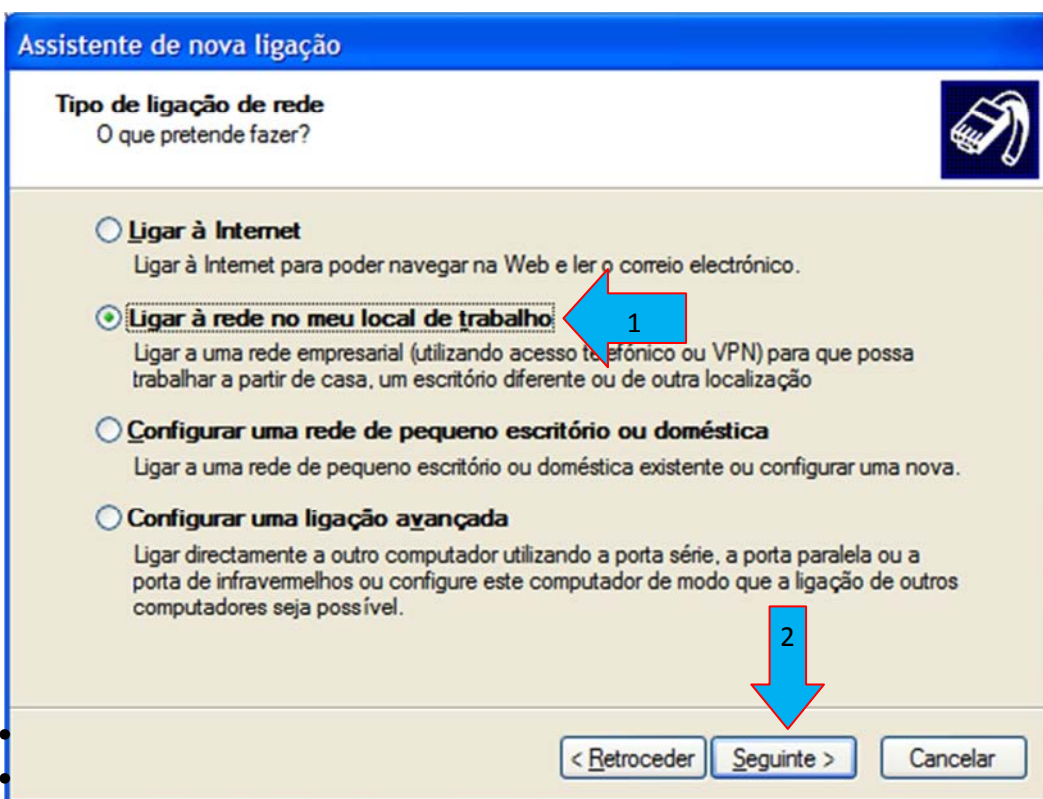 Assistente de nova ligação
Tipo de ligação de rede
O que pretende fazer?
Ligar à Internet
Ligar à Internet para poder navegar na Web e ler o correio electrónico.
Ligar à rede no meu local de trabalho
1
Ligar a uma rede empresarial (utilizando acesso telefónico ou VPN) para que possa
trabalhar a partir de casa, um escritório diferente ou de outra localização
Configurar uma rede de pequeno escritório ou doméstica
Ligar a uma rede de pequeno escritório ou doméstica existente ou configurar uma nova.
Configurar uma ligação avançada
Ligar directamente a outro computador utilizando a porta série, a porta paralela ou a
porta de infravermelhos ou configure este computador de modo que a ligação de outros
computadores seja possível.
2
< Retroceder Seguinte > Cancelar